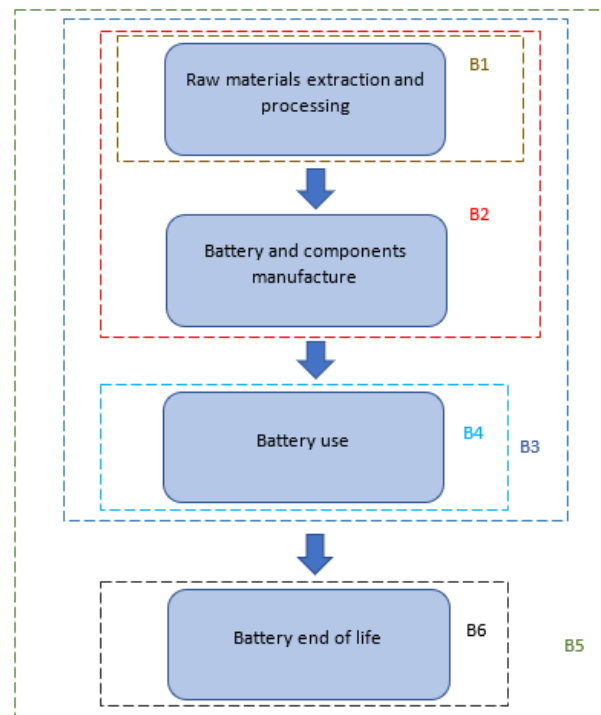 Raw materials extraction and
processing
B1
B2
Battery and components
manufacture
Battery use
B4
B3
Battery end of life
B6
B5